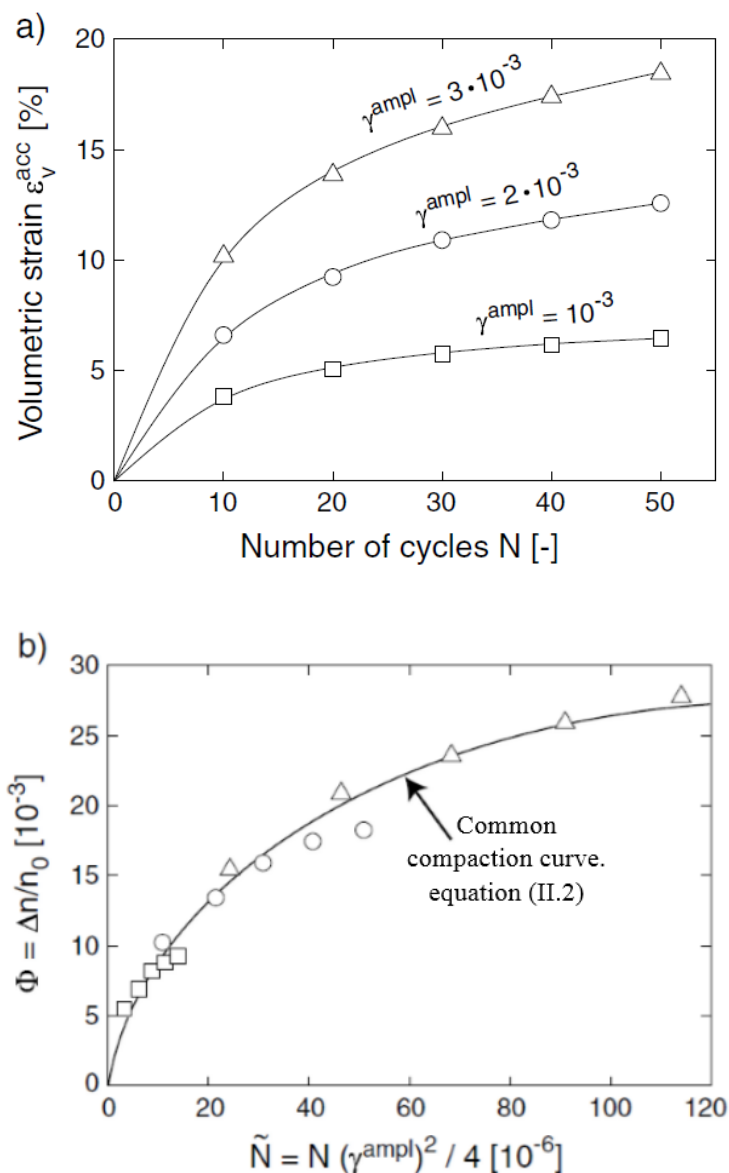 a)
Volumetric strain ε_v^acc [%]
20
15
10
5
0
γ^ampl = 3•10^-3
γ^ampl = 2•10^-3
γ^ampl = 10^-3
0 10 20 30 40 50
Number of cycles N [-]
b)
Φ = Δn/n_0 [10^-3]
30
25
20
15
10
5
0
Common
compaction curve.
equation (II.2)
0 20 40 60 80 100 120
Ñ = N (γ^ampl)^2 / 4 [10^-6]